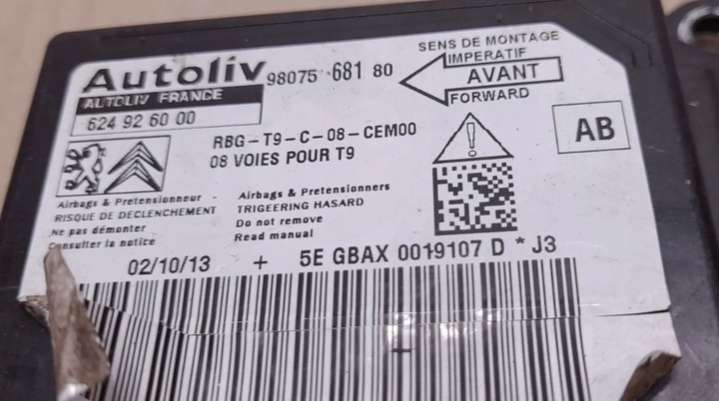 Autoliv 98075 681 80
AUTOLIV FRANCE
624 92 60 00
SENS DE MONTAGE
IMPERATIF
AVANT
FORWARD
RBG-T9-C-08-CEM00
08 VOIES POUR T9
AB
Airbags & Pretensionneur
RISQUE DE DECLENCHEMENT
Ne pas démonter
Consulter la notice
Airbags & Pretensionners
TRIGEERING HASARD
Do not remove
Read manual
02/10/13 + 5E GBAX 0019107 D * J3